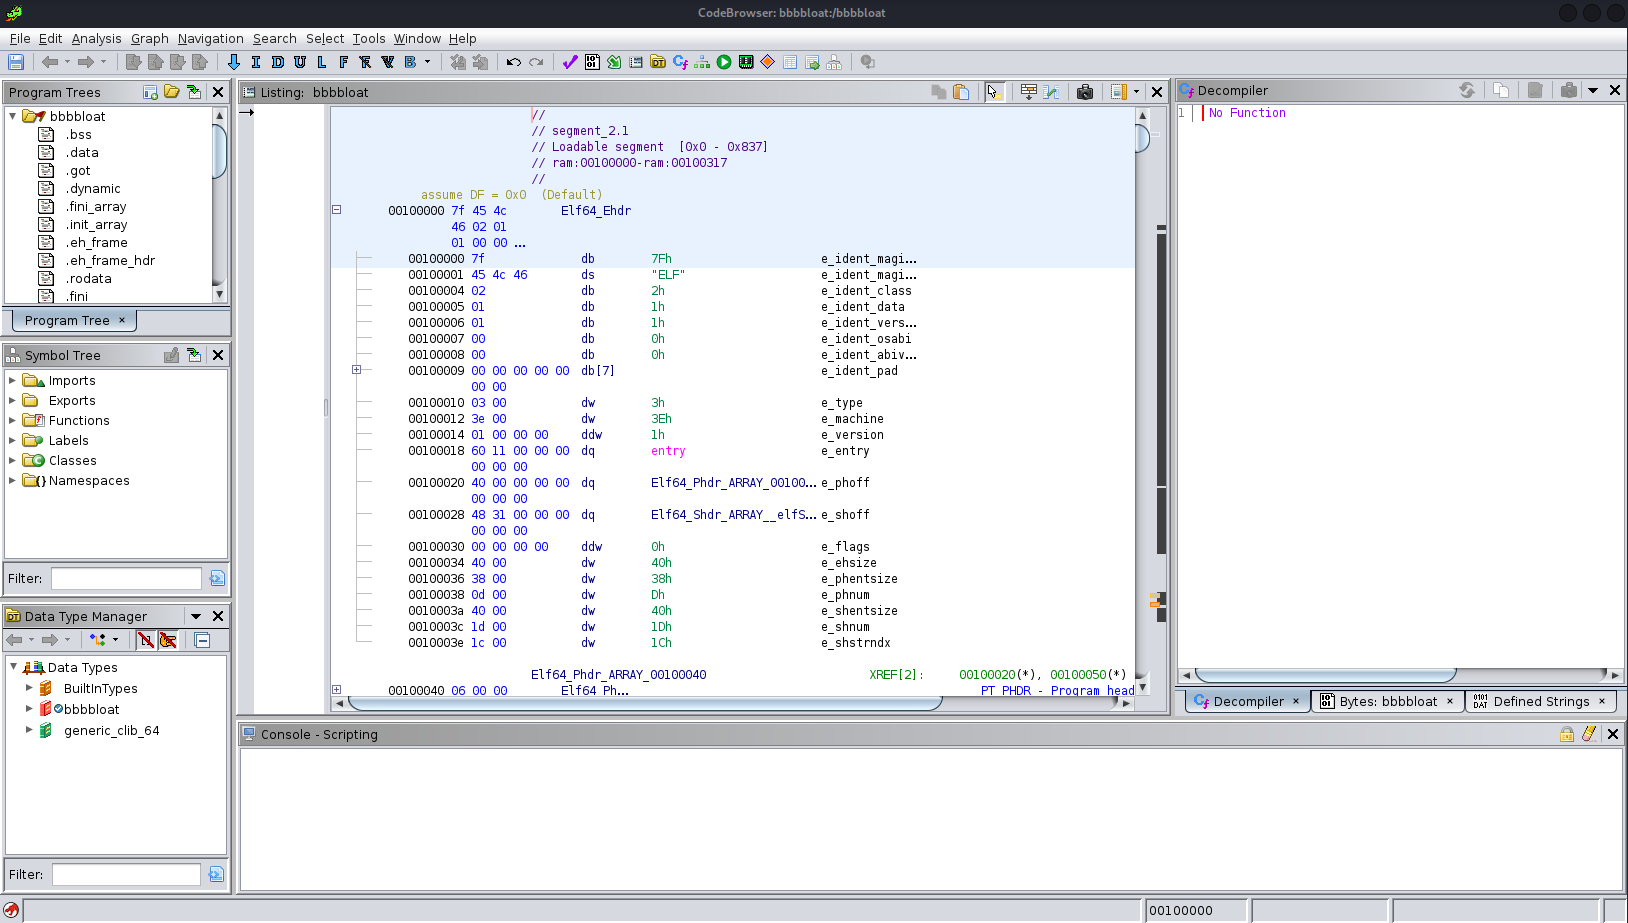 CodeBrowser: bbbbloat:/bbbbloat
File Edit Analysis Graph Navigation Search Select Tools Window Help
I D U L F B
Program Trees
bbbbloat
.bss
.data
.got
.dynamic
.fini_array
.init_array
.eh_frame
.eh_frame_hdr
.rodata
.fini
Program Tree ×
Symbol Tree
Imports
Exports
Functions
Labels
Classes
Namespaces
Filter:
Data Type Manager
Data Types
BuiltInTypes
bbbbloat
generic_clib_64
Filter:
Listing: bbbbloat
//
// segment_2.1
// Loadable segment [0x0 - 0x837]
// ram:00100000-ram:00100317
//
assume DF = 0x0 (Default)
00100000 7f 45 4c Elf64_Ehdr
46 02 01
01 00 00 ...
00100000 7f db 7Fh e_ident_magi...
00100001 45 4c 46 ds "ELF" e_ident_magi...
00100004 02 db 2h e_ident_class
00100005 01 db 1h e_ident_data
00100006 01 db 1h e_ident_vers...
00100007 00 db 0h e_ident_osabi
00100008 00 db 0h e_ident_abiv...
00100009 00 00 00 00 00 db[7] e_ident_pad
00 00
00100010 03 00 dw 3h e_type
00100012 3e 00 dw 3Eh e_machine
00100014 01 00 00 00 ddw 1h e_version
00100018 60 11 00 00 00 dq entry e_entry
00 00 00
00100020 40 00 00 00 00 dq Elf64_Phdr_ARRAY_00100... e_phoff
00 00 00
00100028 48 31 00 00 00 dq Elf64_Shdr_ARRAY__elfS... e_shoff
00 00 00
00100030 00 00 00 00 ddw 0h e_flags
00100034 40 00 dw 40h e_ehsize
00100036 38 00 dw 38h e_phentsize
00100038 0d 00 dw Dh e_phnum
0010003a 40 00 dw 40h e_shentsize
0010003c 1d 00 dw 1Dh e_shnum
0010003e 1c 00 dw 1Ch e_shstrndx
Elf64_Phdr_ARRAY_00100040 XREF[2]: 00100020(*), 00100050(*)
00100040 06 00 00 Elf64_Ph... PT_PHDR - Program head
Decompiler
1 No Function
Decompiler × Bytes: bbbbloat × Defined Strings ×
Console - Scripting
00100000